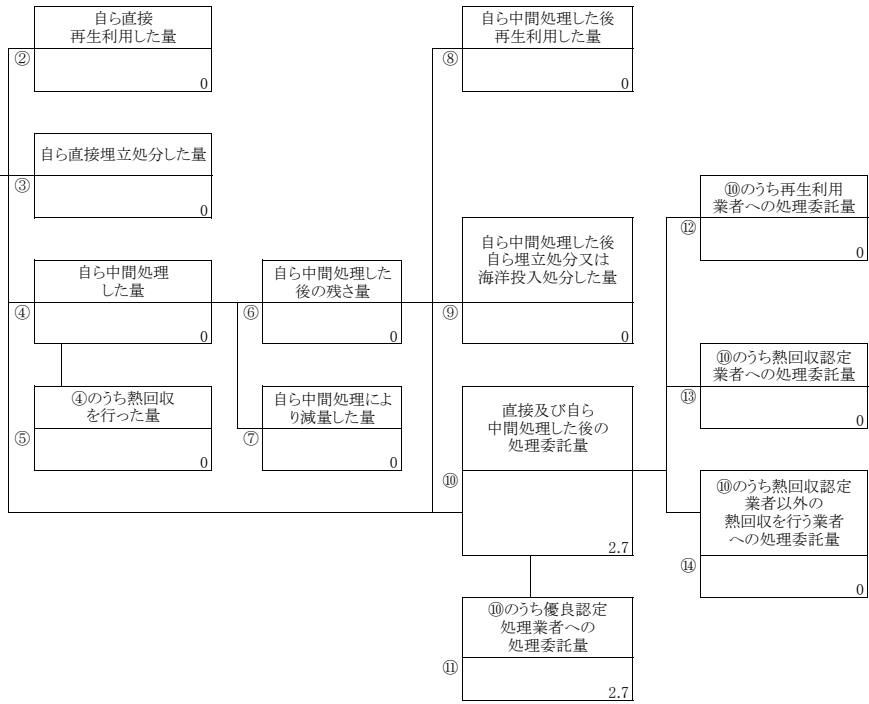 自ら直接
再生利用した量
②
0
自ら直接埋立処分した量
③
0
自ら中間処理
した量
④
0
④のうち熱回収
を行った量
⑤
0
自ら中間処理した
後の残さ量
⑥
0
自ら中間処理によ
り減量した量
⑦
0
自ら中間処理した後
再生利用した量
⑧
0
自ら中間処理した後
自ら埋立処分又は
海洋投入処分した量
⑨
0
直接及び自ら
中間処理した後の
処理委託量
⑩
2.7
⑩のうち優良認定
処理業者への
処理委託量
⑪
2.7
⑩のうち再生利用
業者への処理委託量
⑫
0
⑩のうち熱回収認定
業者への処理委託量
⑬
0
⑩のうち熱回収認定
業者以外の
熱回収を行う業者
への処理委託量
⑭
0